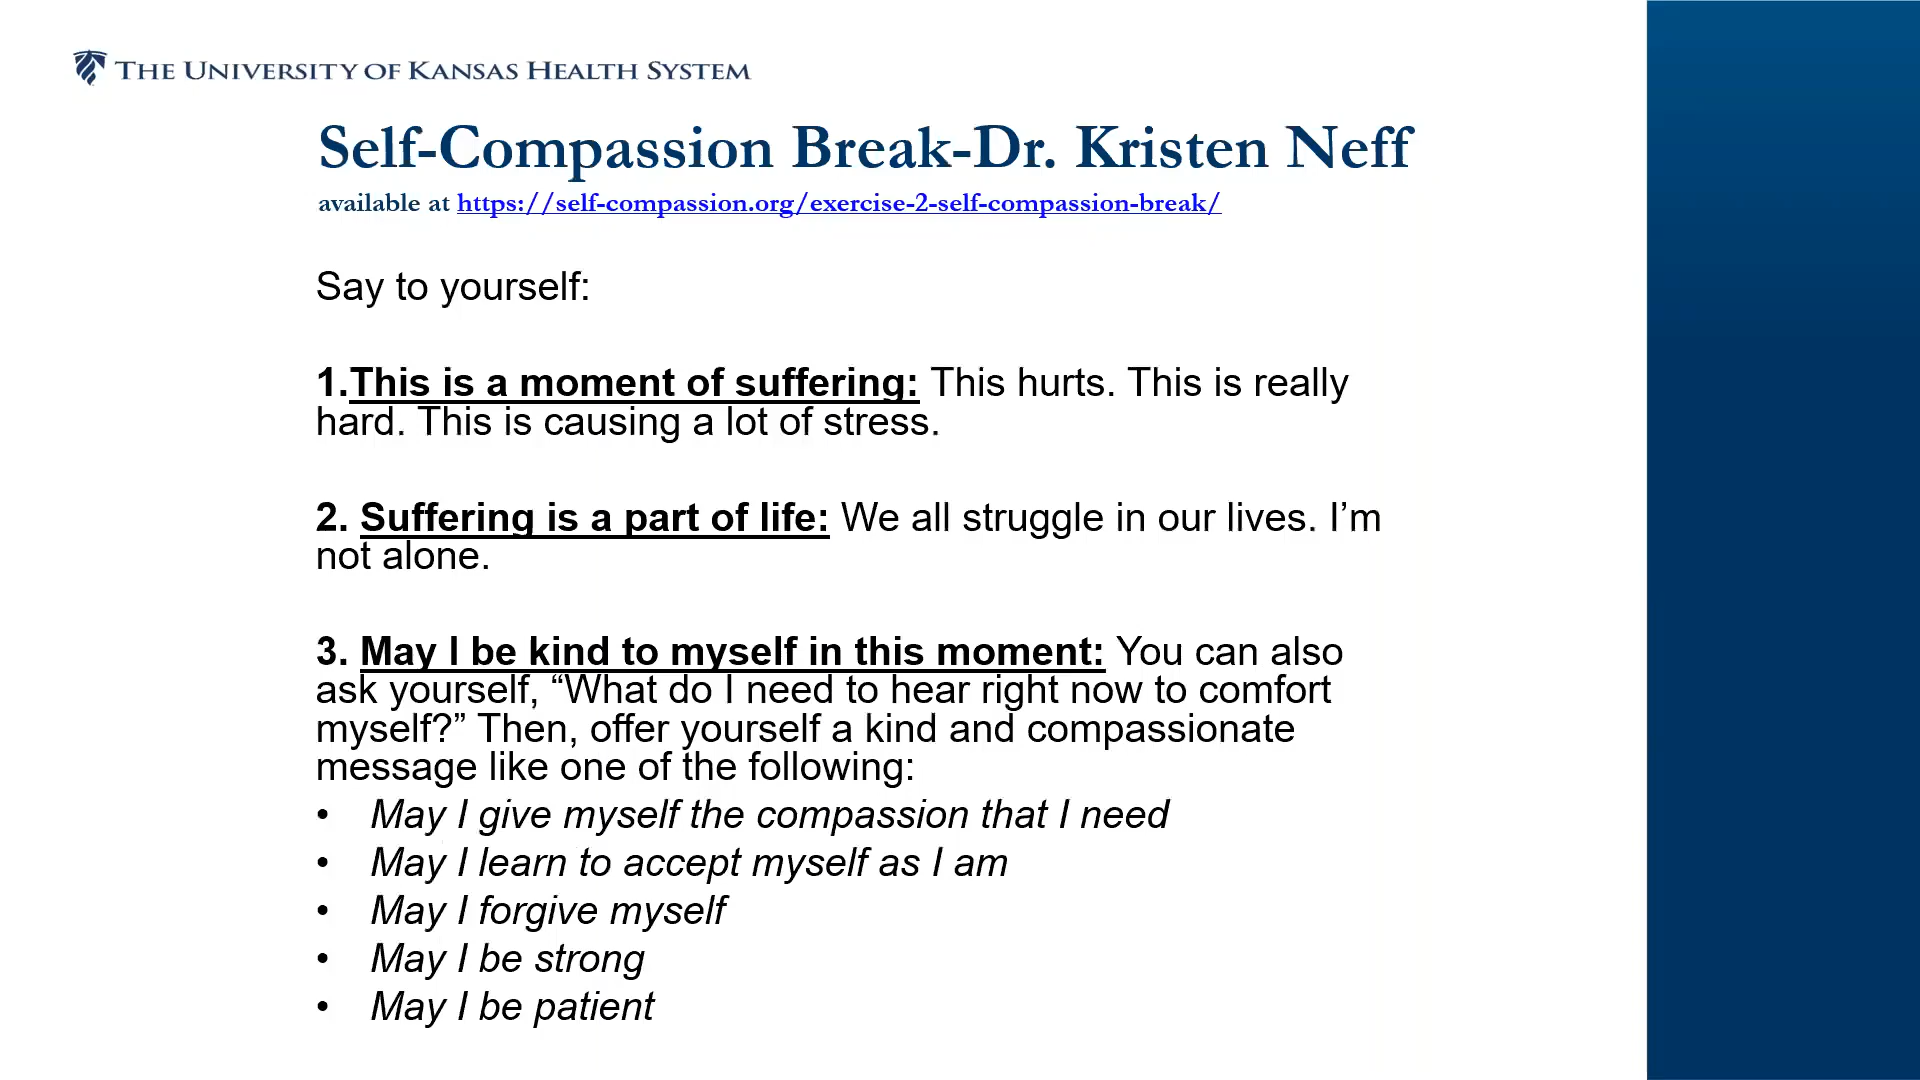 THE UNIVERSITY OF KANSAS HEALTH SYSTEM
Self-Compassion Break-Dr. Kristen Neff
available at https://self-compassion.org/exercise-2-self-compassion-break/
Say to yourself:
1.This is a moment of suffering: This hurts. This is really
hard. This is causing a lot of stress.
2. Suffering is a part of life: We all struggle in our lives. I’m
not alone.
3. May I be kind to myself in this moment: You can also
ask yourself, “What do I need to hear right now to comfort
myself?” Then, offer yourself a kind and compassionate
message like one of the following:
• May I give myself the compassion that I need
• May I learn to accept myself as I am
• May I forgive myself
• May I be strong
• May I be patient